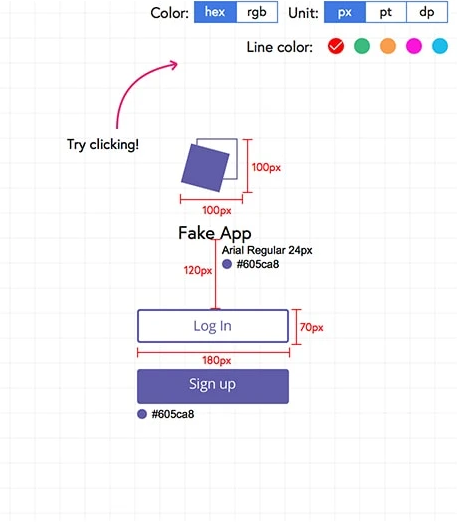 Color: hex rgb Unit: px pt dp
Line color:
Try clicking!
100px
100px
Fake App
Arial Regular 24px
#605ca8
120px
Log In
70px
180px
Sign up
#605ca8